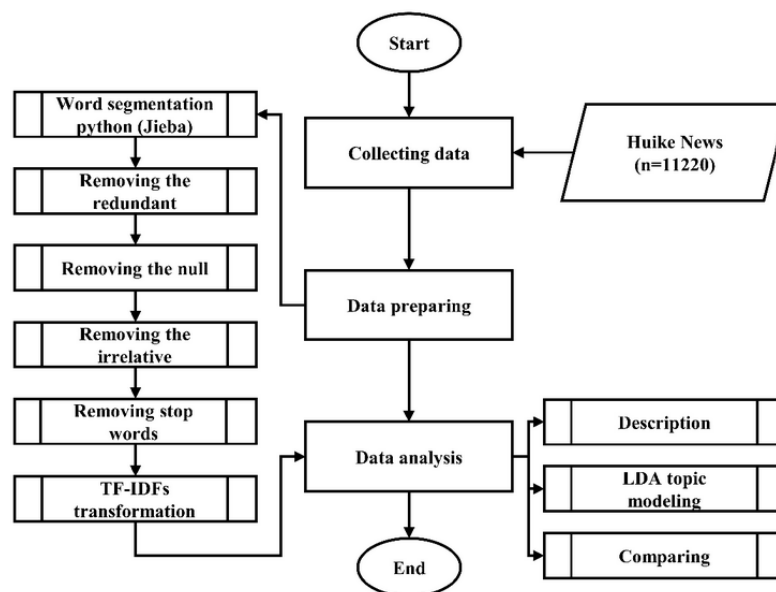 Start
Word segmentation
python (Jieba)
Collecting data
Huike News
(n=11220)
Removing the
redundant
Removing the null
Data preparing
Removing the
irrelative
Removing stop
words
Data analysis
Description
TF-IDFs
transformation
LDA topic
modeling
End
Comparing